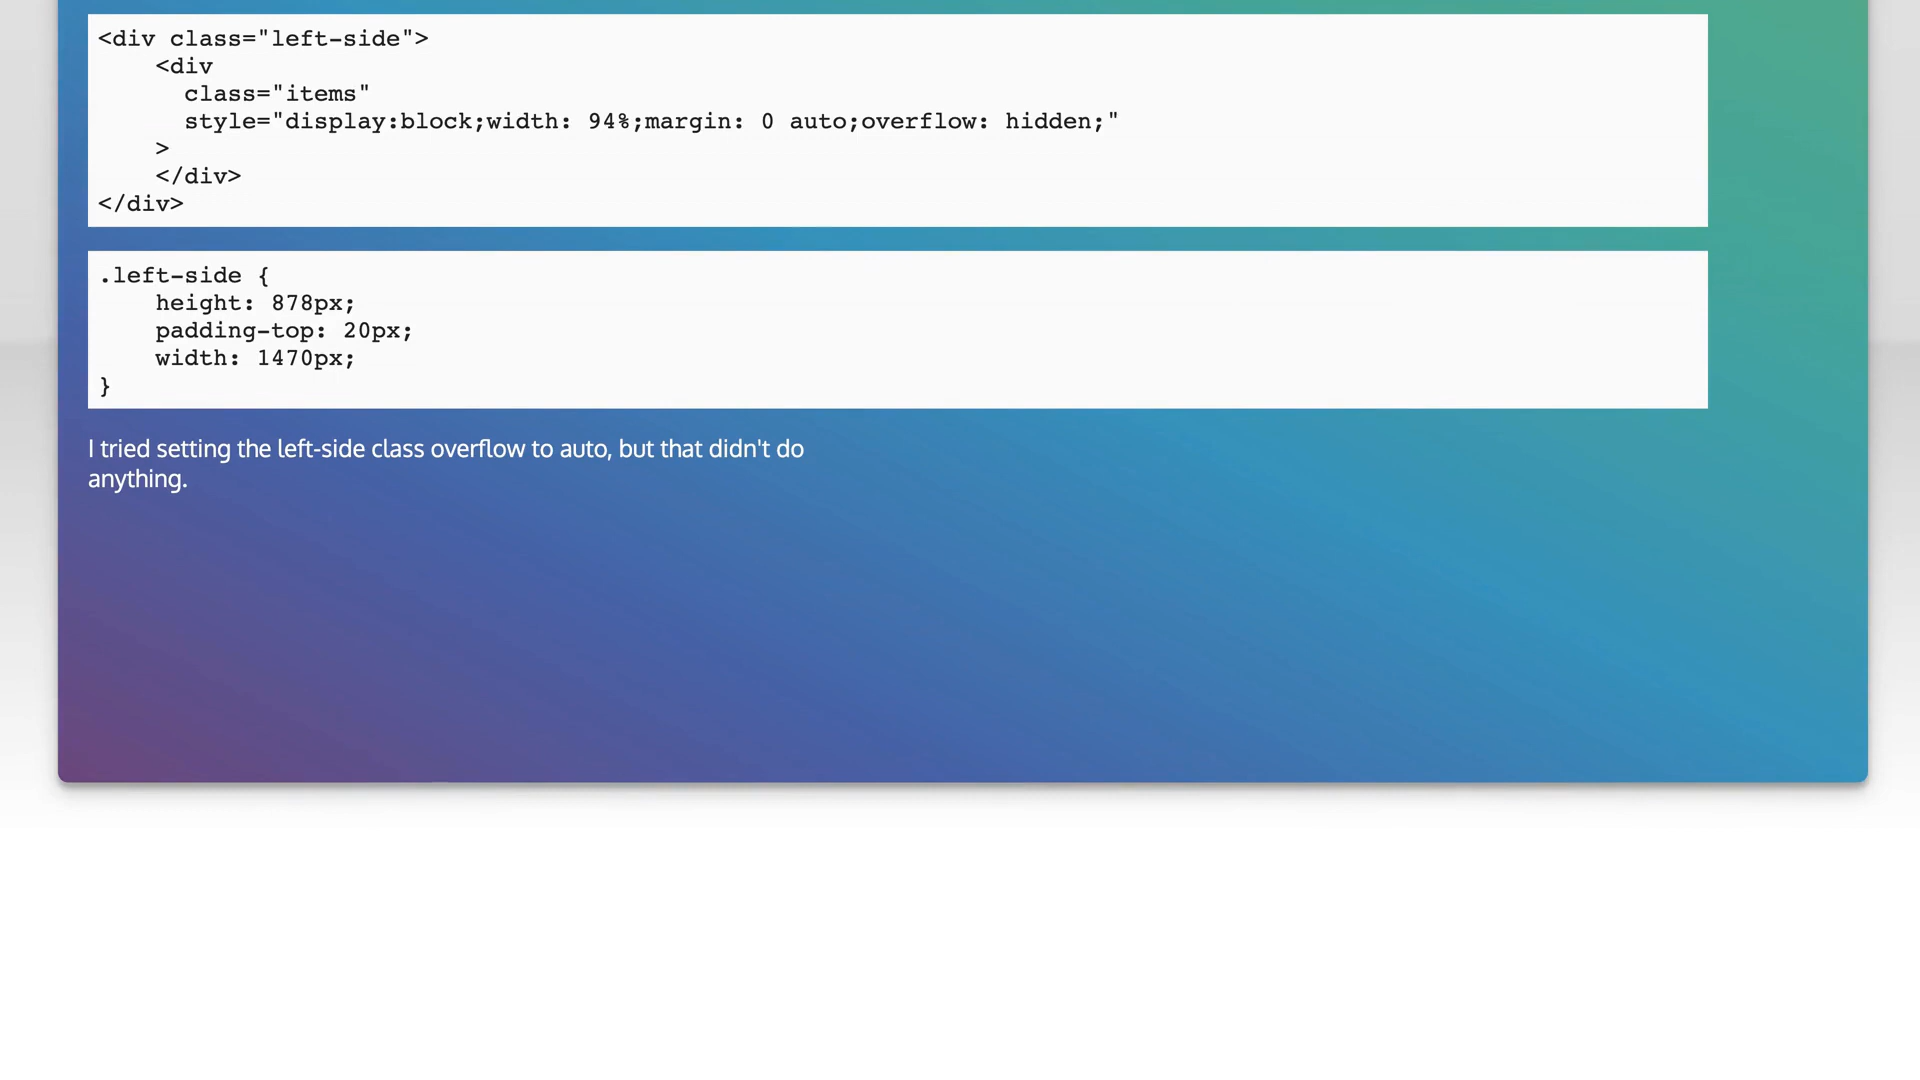 <div class="left-side">
    <div
      class="items"
      style="display:block;width: 94%;margin: 0 auto;overflow: hidden;"
    >
    </div>
</div>
.left-side {
    height: 878px;
    padding-top: 20px;
    width: 1470px;
}
I tried setting the left-side class overflow to auto, but that didn't do
anything.